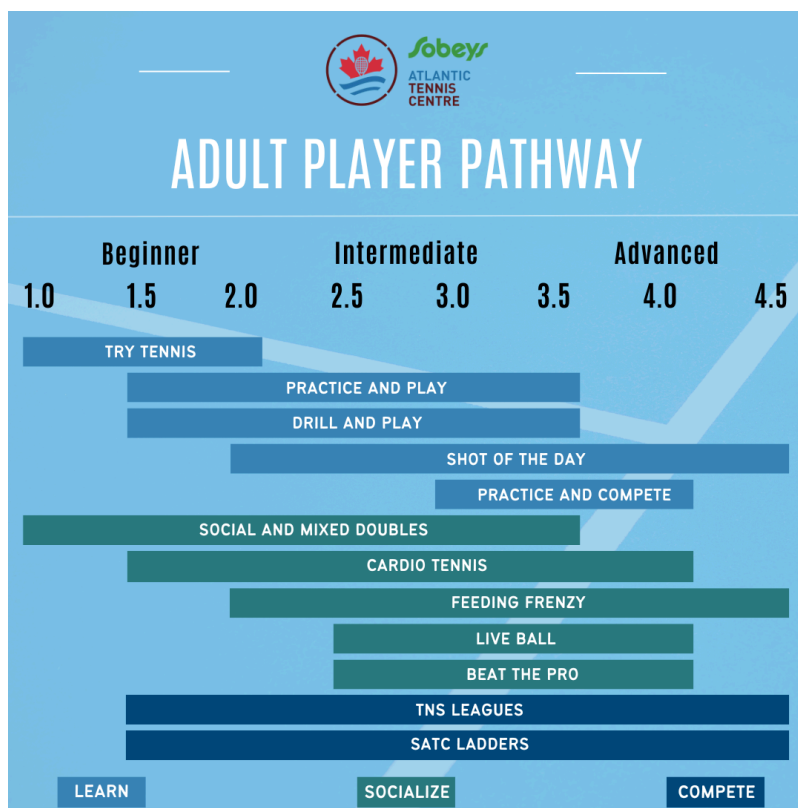 Sobeys
ATLANTIC
TENNIS
CENTRE
ADULT PLAYER PATHWAY
Beginner Intermediate Advanced
1.0 1.5 2.0 2.5 3.0 3.5 4.0 4.5
TRY TENNIS
PRACTICE AND PLAY
DRILL AND PLAY
SHOT OF THE DAY
PRACTICE AND COMPETE
SOCIAL AND MIXED DOUBLES
CARDIO TENNIS
FEEDING FRENZY
LIVE BALL
BEAT THE PRO
TNS LEAGUES
SATC LADDERS
LEARN SOCIALIZE COMPETE